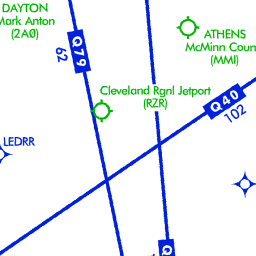 DAYTON
Mark Anton
(2A0)
ATHENS
McMinn Coun
(MMI)
Q79
62
Cleveland Rgnl Jetport
(RZR)
Q40
102
LEDRR